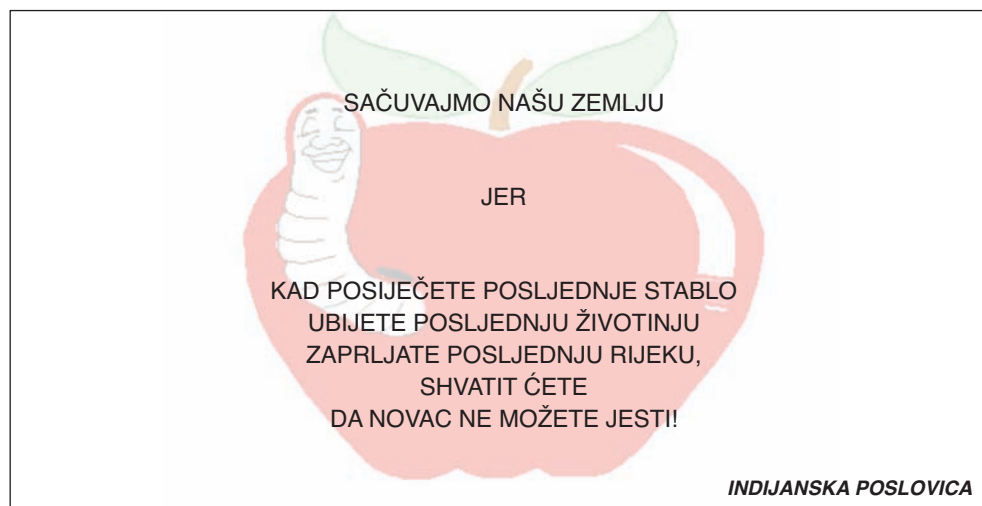 SAČUVAJMO NAŠU ZEMLJU
JER
KAD POSIJEČETE POSLJEDNJE STABLO
UBIJETE POSLJEDNJU ŽIVOTINJU
ZAPRLJATE POSLJEDNJU RIJEKU,
SHVATIT ĆETE
DA NOVAC NE MOŽETE JESTI!
INDIJANSKA POSLOVICA